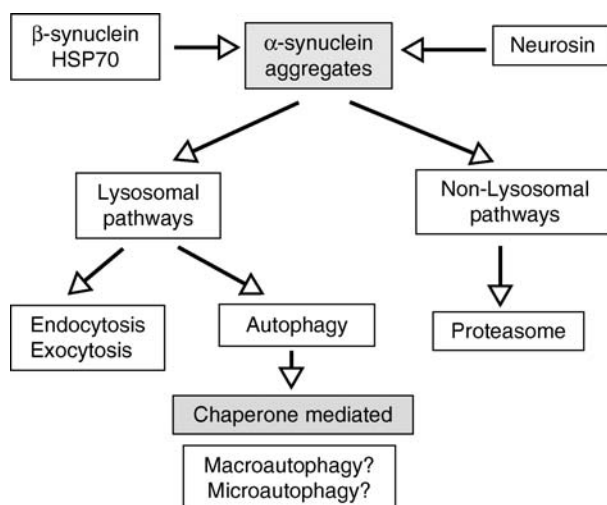 β-synuclein
HSP70
α-synuclein
aggregates
Neurosin
Lysosomal
pathways
Non-Lysosomal
pathways
Endocytosis
Exocytosis
Autophagy
Proteasome
Chaperone mediated
Macroautophagy?
Microautophagy?